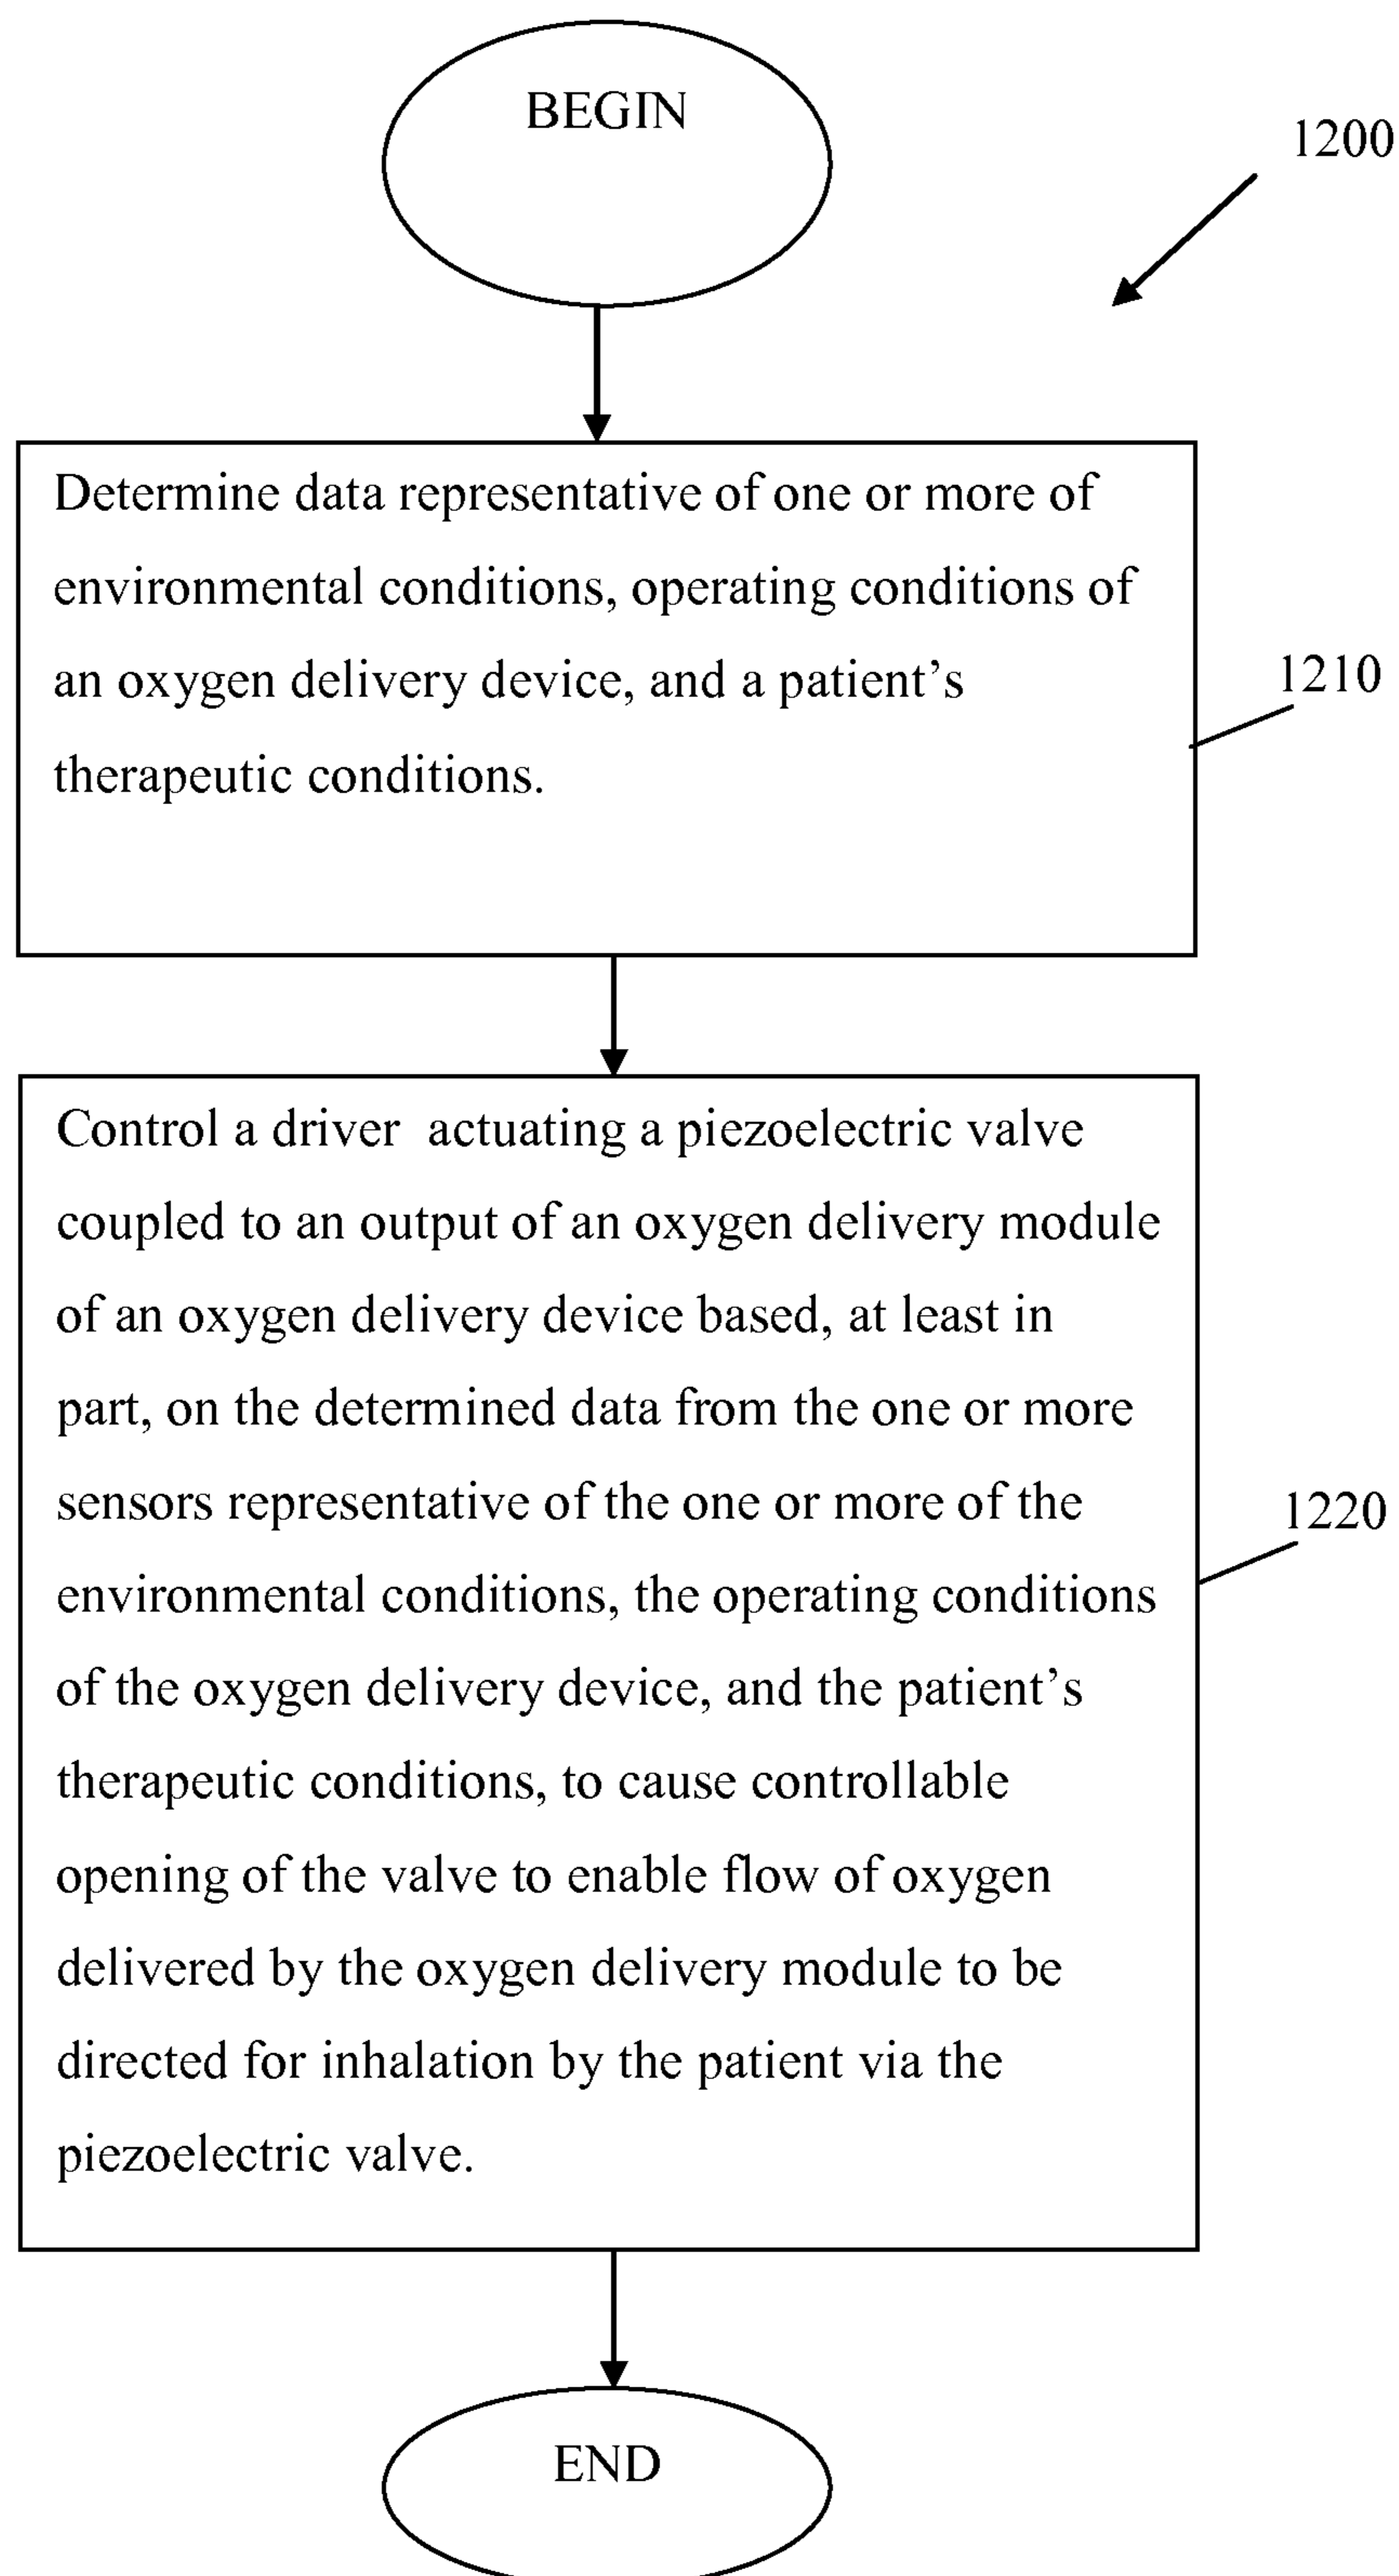 BEGIN
1200
Determine data representative of one or more of
environmental conditions, operating conditions of
an oxygen delivery device, and a patient’s
therapeutic conditions.
1210
Control a driver  actuating a piezoelectric valve
coupled to an output of an oxygen delivery module
of an oxygen delivery device based, at least in
part, on the determined data from the one or more
sensors representative of the one or more of the
environmental conditions, the operating conditions
of the oxygen delivery device, and the patient’s
therapeutic conditions, to cause controllable
opening of the valve to enable flow of oxygen
delivered by the oxygen delivery module to be
directed for inhalation by the patient via the
piezoelectric valve.
1220
END